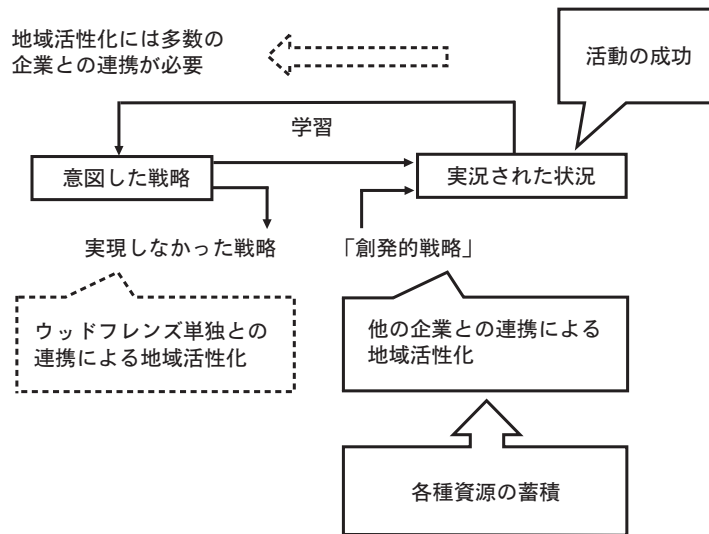 地域活性化には多数の
企業との連携が必要
活動の成功
学習
意図した戦略
実況された状況
実現しなかった戦略
「創発的戦略」
ウッドフレンズ単独との
連携による地域活性化
他の企業との連携による
地域活性化
各種資源の蓄積